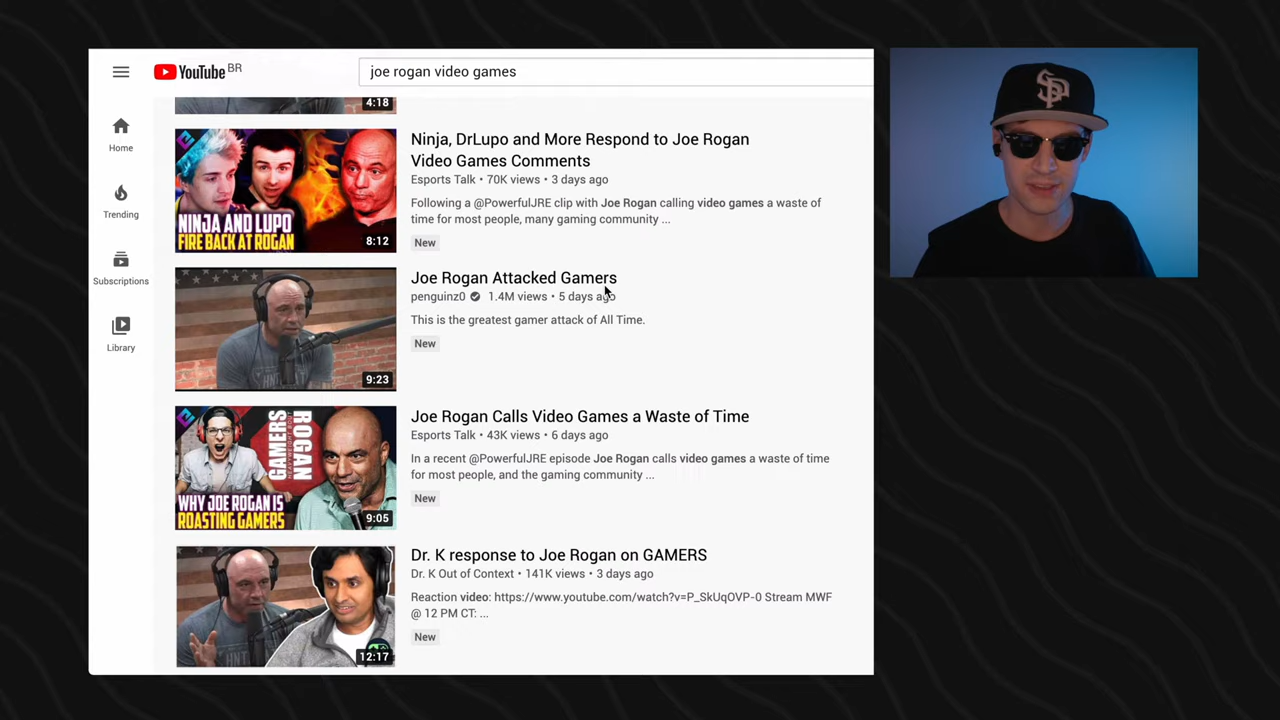 YouTube BR
joe rogan video games
Home
Trending
Subscriptions
Library
4:18
NINJA AND LUPO
FIRE BACK AT ROGAN
8:12
Ninja, DrLupo and More Respond to Joe Rogan
Video Games Comments
Esports Talk • 70K views • 3 days ago
Following a @PowerfulJRE clip with Joe Rogan calling video games a waste of
time for most people, many gaming community ...
New
9:23
Joe Rogan Attacked Gamers
penguinz0 1.4M views • 5 days ago
This is the greatest gamer attack of All Time.
New
GAMERS
ROGAN
WHY JOE ROGAN IS
ROASTING GAMERS
9:05
Joe Rogan Calls Video Games a Waste of Time
Esports Talk • 43K views • 6 days ago
In a recent @PowerfulJRE episode Joe Rogan calls video games a waste of time
for most people, and the gaming community ...
New
12:17
Dr. K response to Joe Rogan on GAMERS
Dr. K Out of Context • 141K views • 3 days ago
Reaction video: https://www.youtube.com/watch?v=P_SkUqOVP-0 Stream MWF
@ 12 PM CT: ...
New